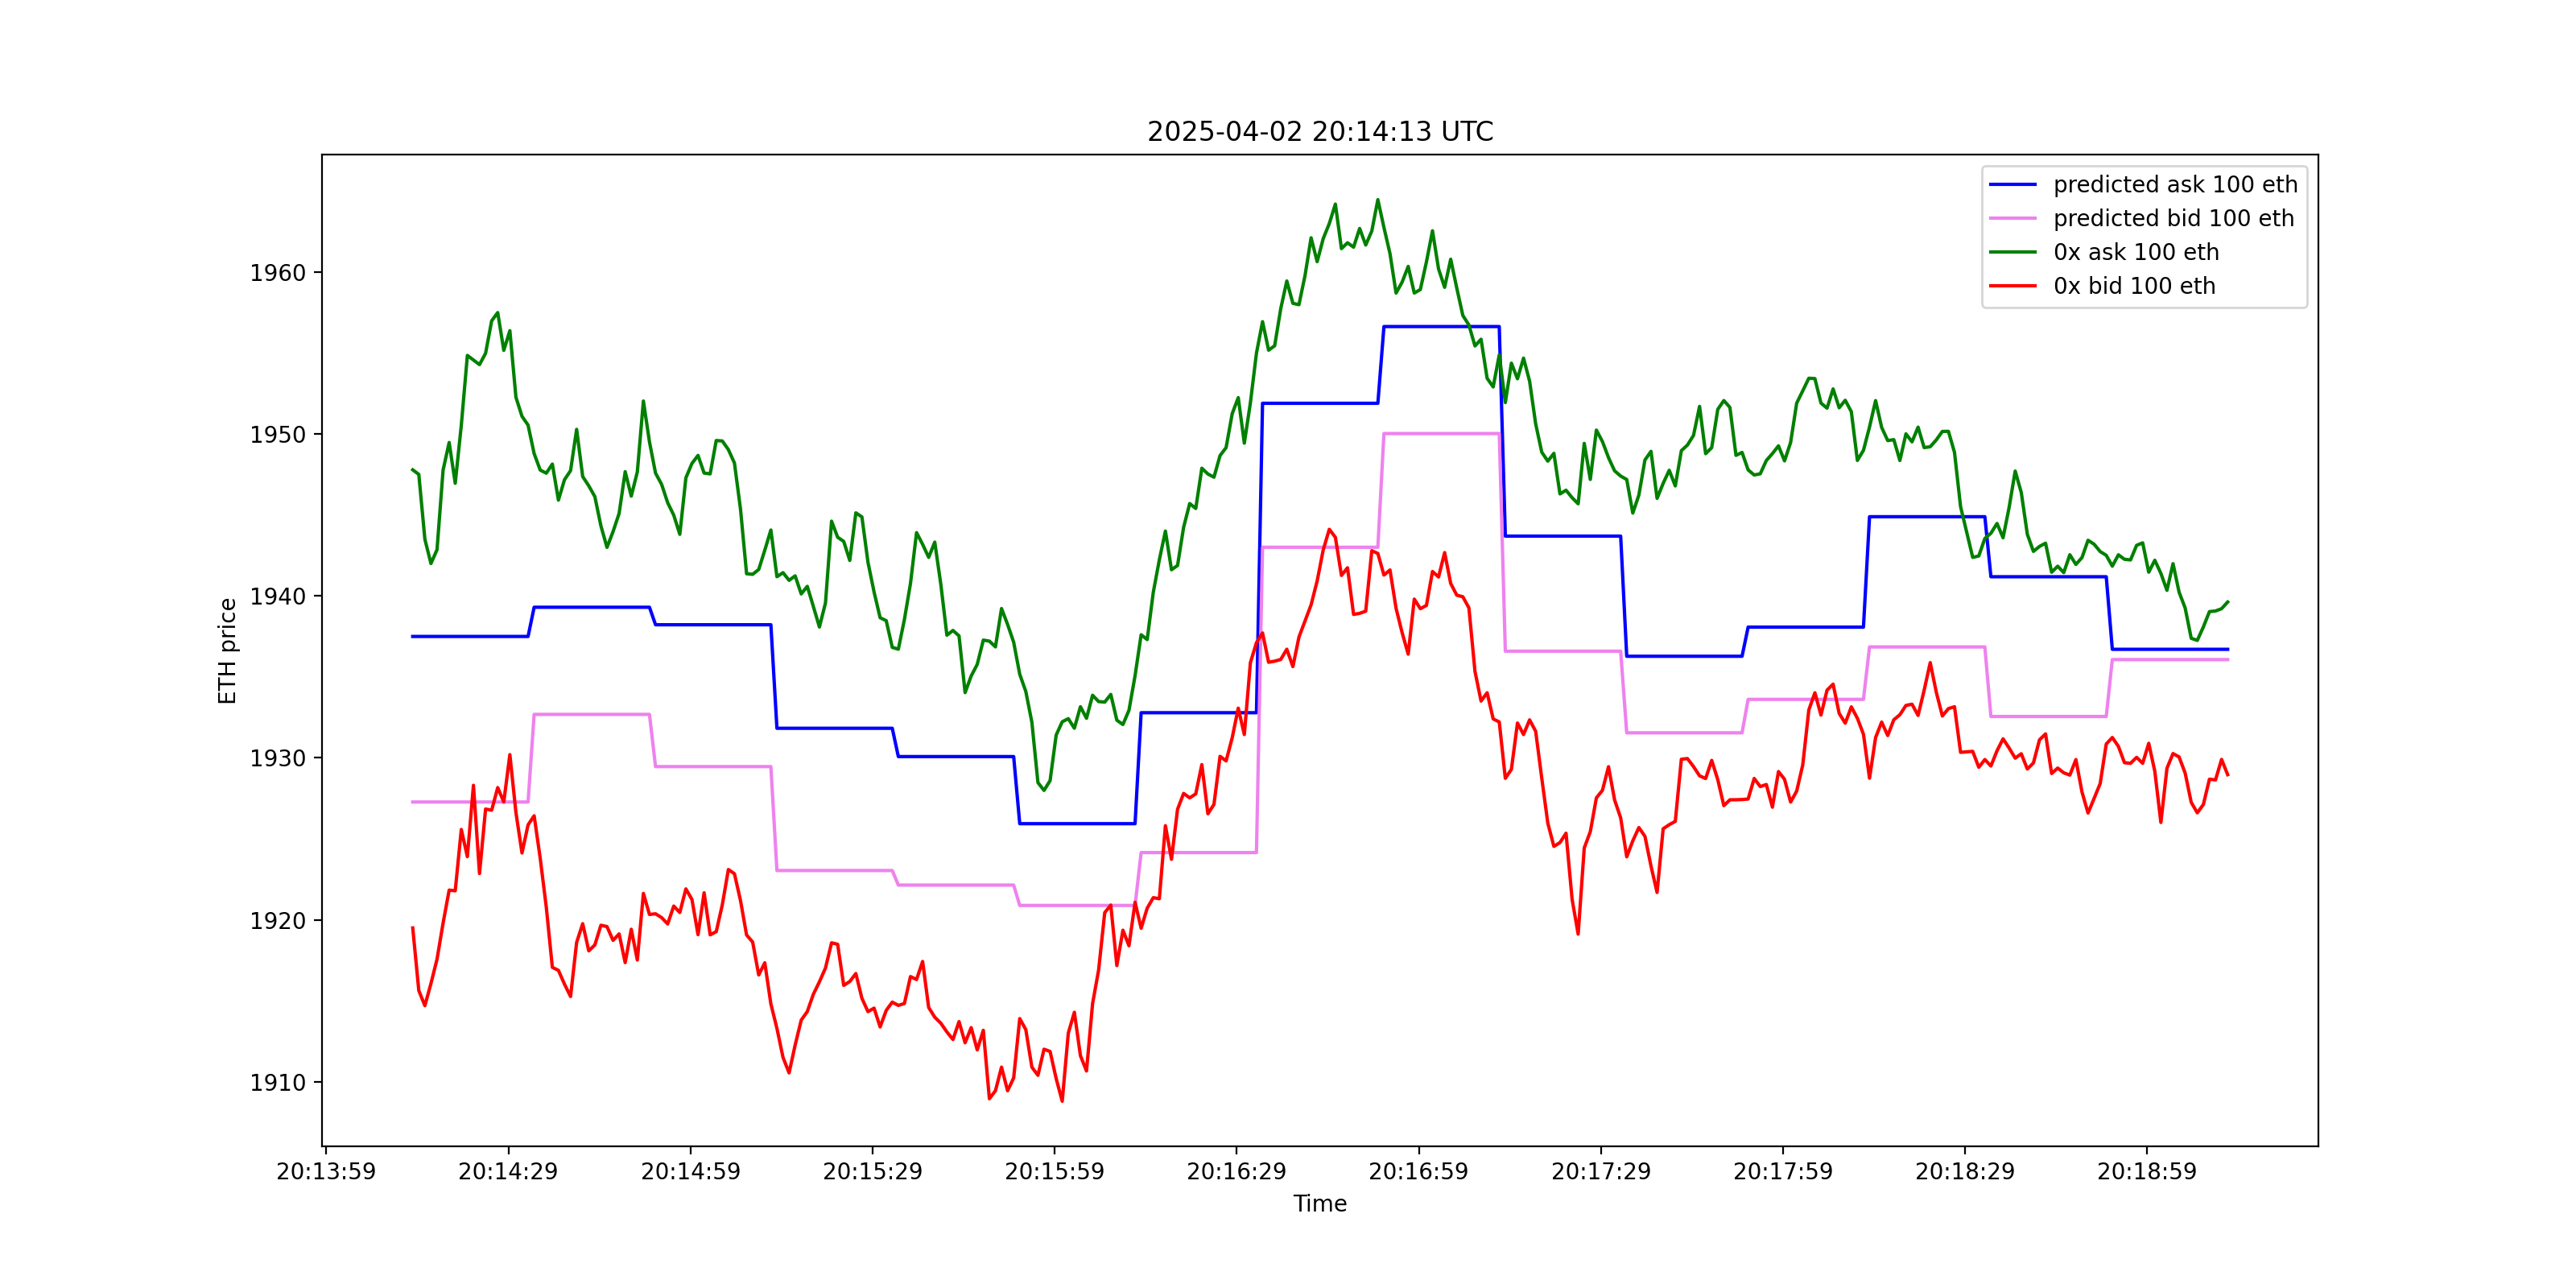 2025-04-02 20:14:13 UTC
predicted ask 100 eth
predicted bid 100 eth
0x ask 100 eth
0x bid 100 eth
ETH price
1960
1950
1940
1930
1920
1910
20:13:59 20:14:29 20:14:59 20:15:29 20:15:59 20:16:29 20:16:59 20:17:29 20:17:59 20:18:29 20:18:59
Time